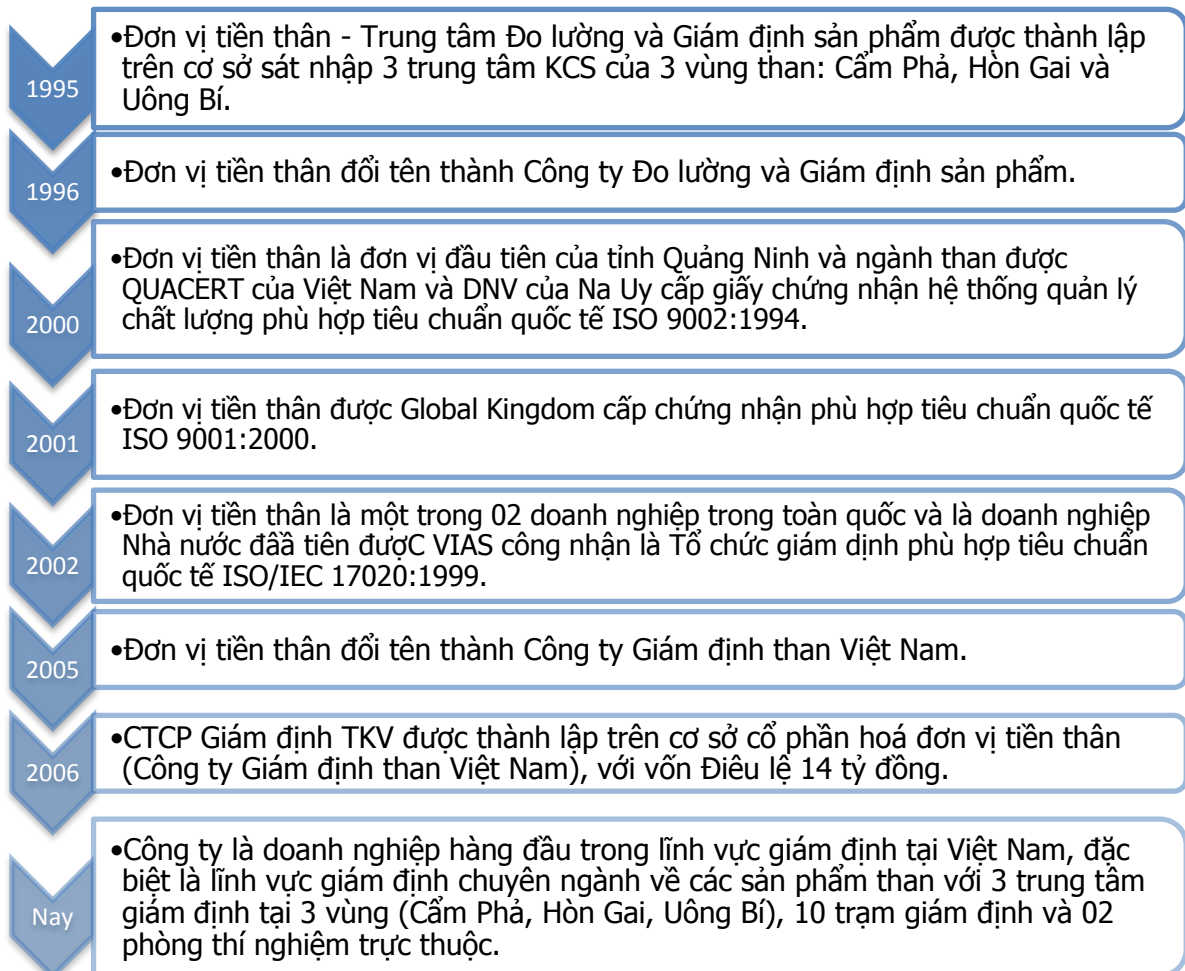 1995
•Đơn vị tiền thân - Trung tâm Đo lường và Giám định sản phẩm được thành lập
trên cơ sở sát nhập 3 trung tâm KCS của 3 vùng than: Cẩm Phả, Hòn Gai và
Uông Bí.
1996
•Đơn vị tiền thân đổi tên thành Công ty Đo lường và Giám định sản phẩm.
2000
•Đơn vị tiền thân là đơn vị đầu tiên của tỉnh Quảng Ninh và ngành than được
QUACERT của Việt Nam và DNV của Na Uy cấp giấy chứng nhận hệ thống quản lý
chất lượng phù hợp tiêu chuẩn quốc tế ISO 9002:1994.
2001
•Đơn vị tiền thân được Global Kingdom cấp chứng nhận phù hợp tiêu chuẩn quốc tế
ISO 9001:2000.
2002
•Đơn vị tiền thân là một trong 02 doanh nghiệp trong toàn quốc và là doanh nghiệp
Nhà nước đâầ tiên đượC VIAS công nhận là Tổ chức giám dịnh phù hợp tiêu chuẩn
quốc tế ISO/IEC 17020:1999.
2005
•Đơn vị tiền thân đổi tên thành Công ty Giám định than Việt Nam.
2006
•CTCP Giám định TKV được thành lập trên cơ sở cổ phần hoá đơn vị tiền thân
(Công ty Giám định than Việt Nam), với vốn Điêu lệ 14 tỷ đồng.
Nay
•Công ty là doanh nghiệp hàng đầu trong lĩnh vực giám định tại Việt Nam, đặc
biệt là lĩnh vực giám định chuyên ngành về các sản phẩm than với 3 trung tâm
giám định tại 3 vùng (Cẩm Phả, Hòn Gai, Uông Bí), 10 trạm giám định và 02
phòng thí nghiệm trực thuộc.